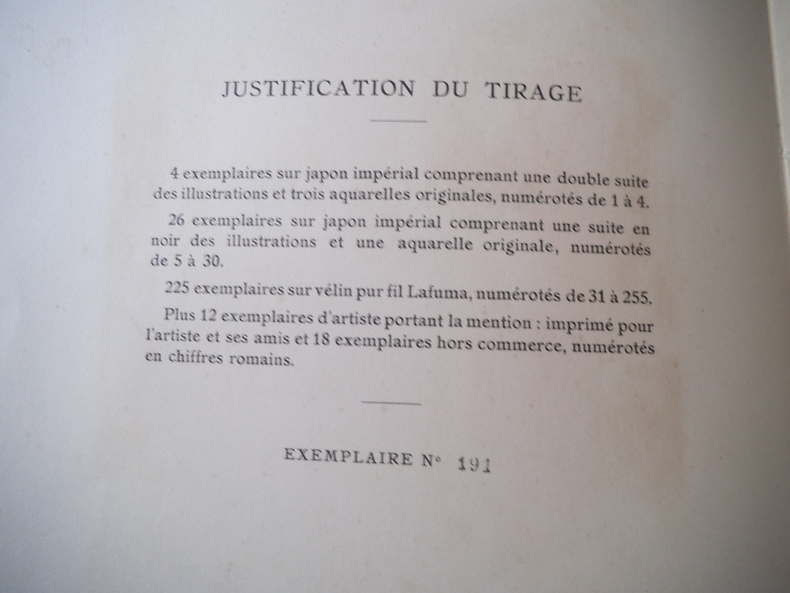 JUSTIFICATION DU TIRAGE
4 exemplaires sur japon impérial comprenant une double suite
des illustrations et trois aquarelles originales, numérotés de 1 à 4.
26 exemplaires sur japon impérial comprenant une suite en
noir des illustrations et une aquarelle originale, numérotés
de 5 à 30.
225 exemplaires sur vélin pur fil Lafuma, numérotés de 31 à 255.
Plus 12 exemplaires d'artiste portant la mention : imprimé pour
l'artiste et ses amis et 18 exemplaires hors commerce, numérotés
en chiffres romains.
EXEMPLAIRE N° 191